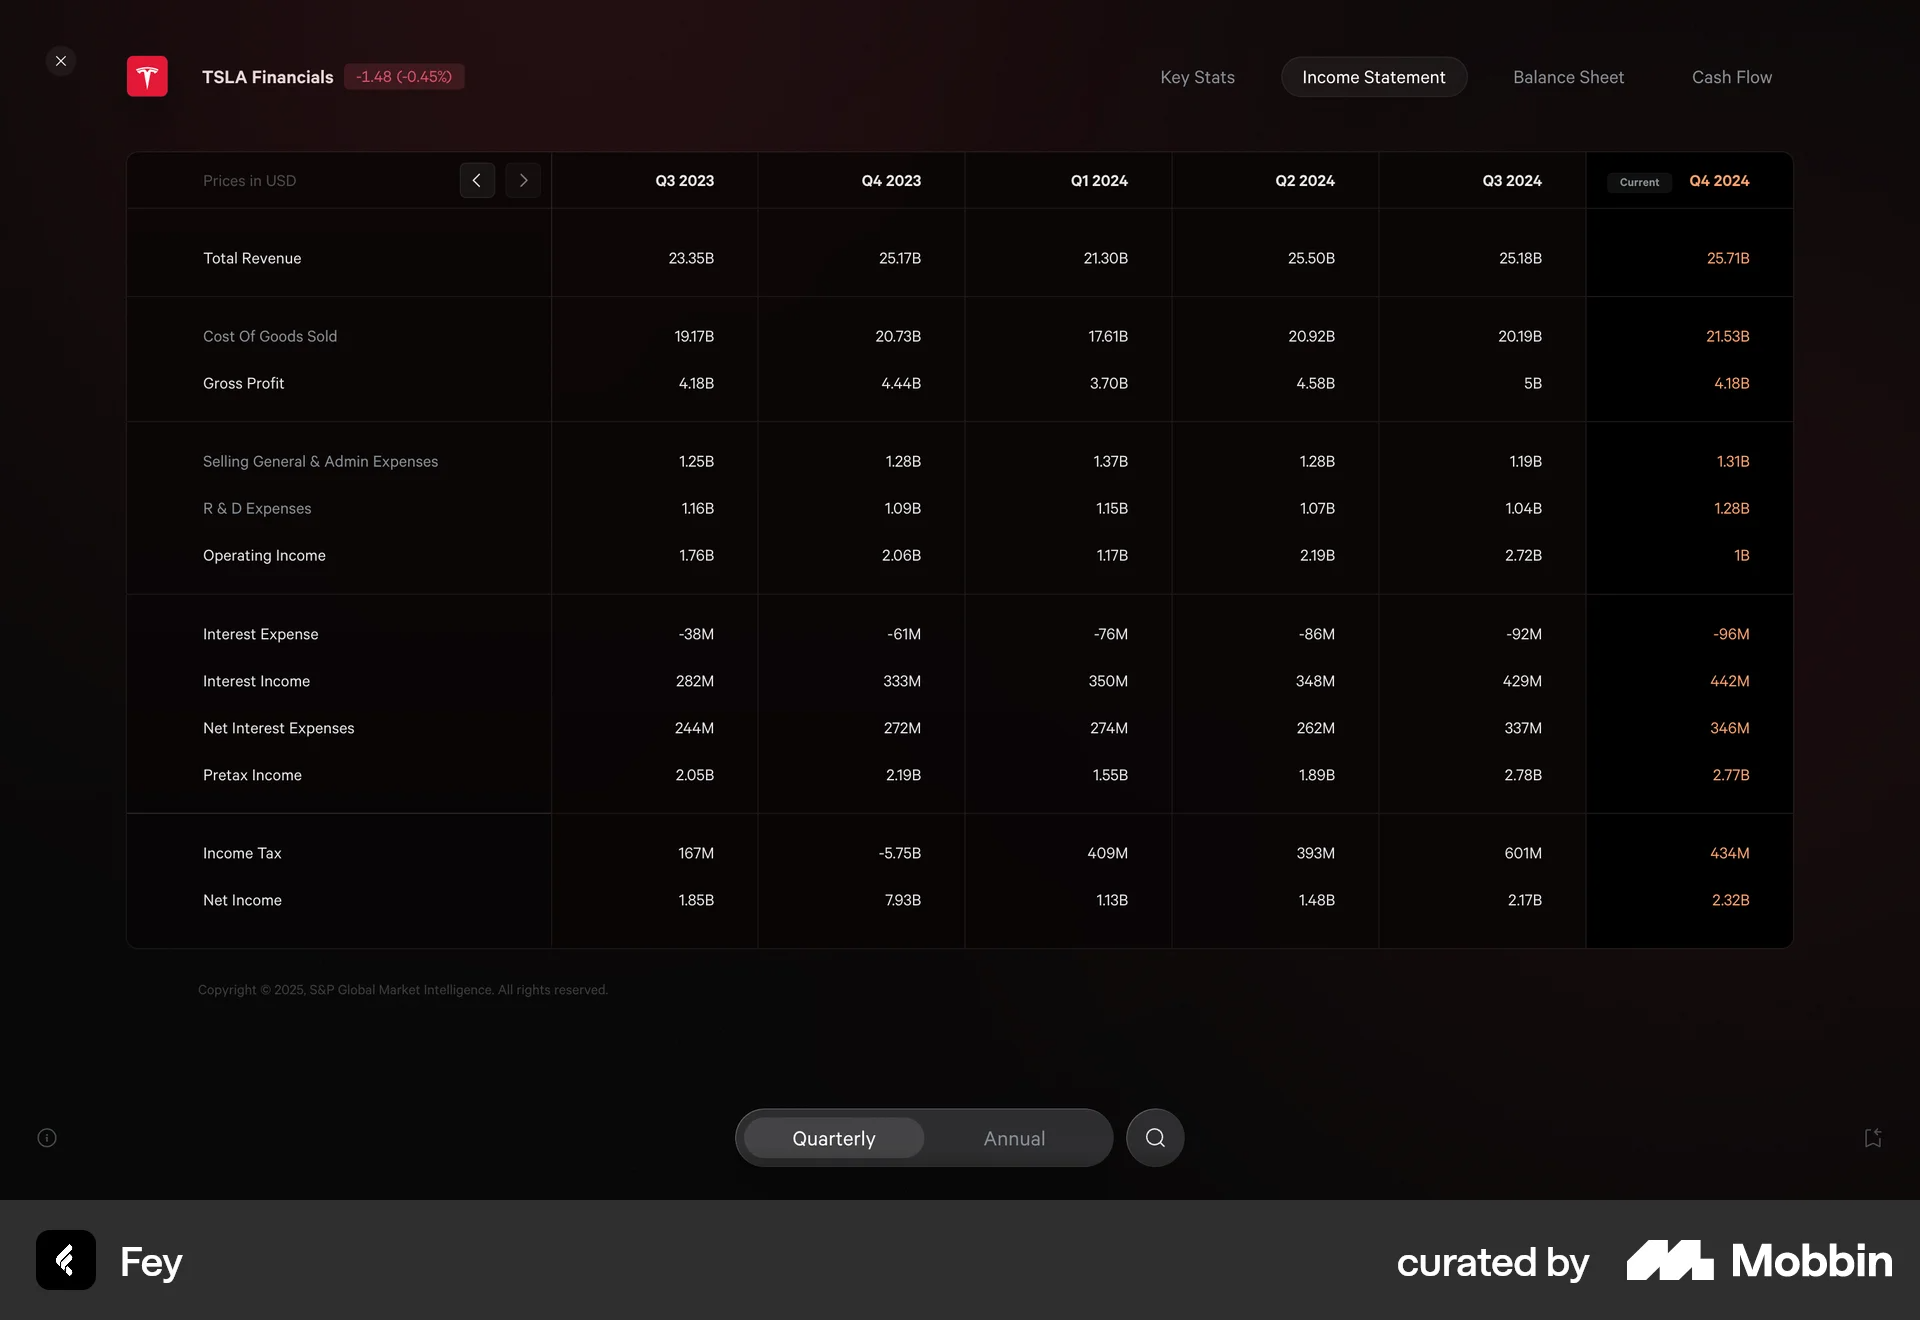 TSLA Financials -1.48 (-0.45%) Key Stats Income Statement Balance Sheet Cash Flow
Prices in USD Q3 2023 Q4 2023 Q1 2024 Q2 2024 Q3 2024 Current Q4 2024
Total Revenue 23.35B 25.17B 21.30B 25.50B 25.18B 25.71B
Cost Of Goods Sold 19.17B 20.73B 17.61B 20.92B 20.19B 21.53B
Gross Profit 4.18B 4.44B 3.70B 4.58B 5B 4.18B
Selling General & Admin Expenses 1.25B 1.28B 1.37B 1.28B 1.19B 1.31B
R & D Expenses 1.16B 1.09B 1.15B 1.07B 1.04B 1.28B
Operating Income 1.76B 2.06B 1.17B 2.19B 2.72B 1B
Interest Expense -38M -61M -76M -86M -92M -96M
Interest Income 282M 333M 350M 348M 429M 442M
Net Interest Expenses 244M 272M 274M 262M 337M 346M
Pretax Income 2.05B 2.19B 1.55B 1.89B 2.78B 2.77B
Income Tax 167M -5.75B 409M 393M 601M 434M
Net Income 1.85B 7.93B 1.13B 1.48B 2.17B 2.32B
Copyright © 2025, S&P Global Market Intelligence. All rights reserved.
Quarterly Annual
Fey curated by Mobbin